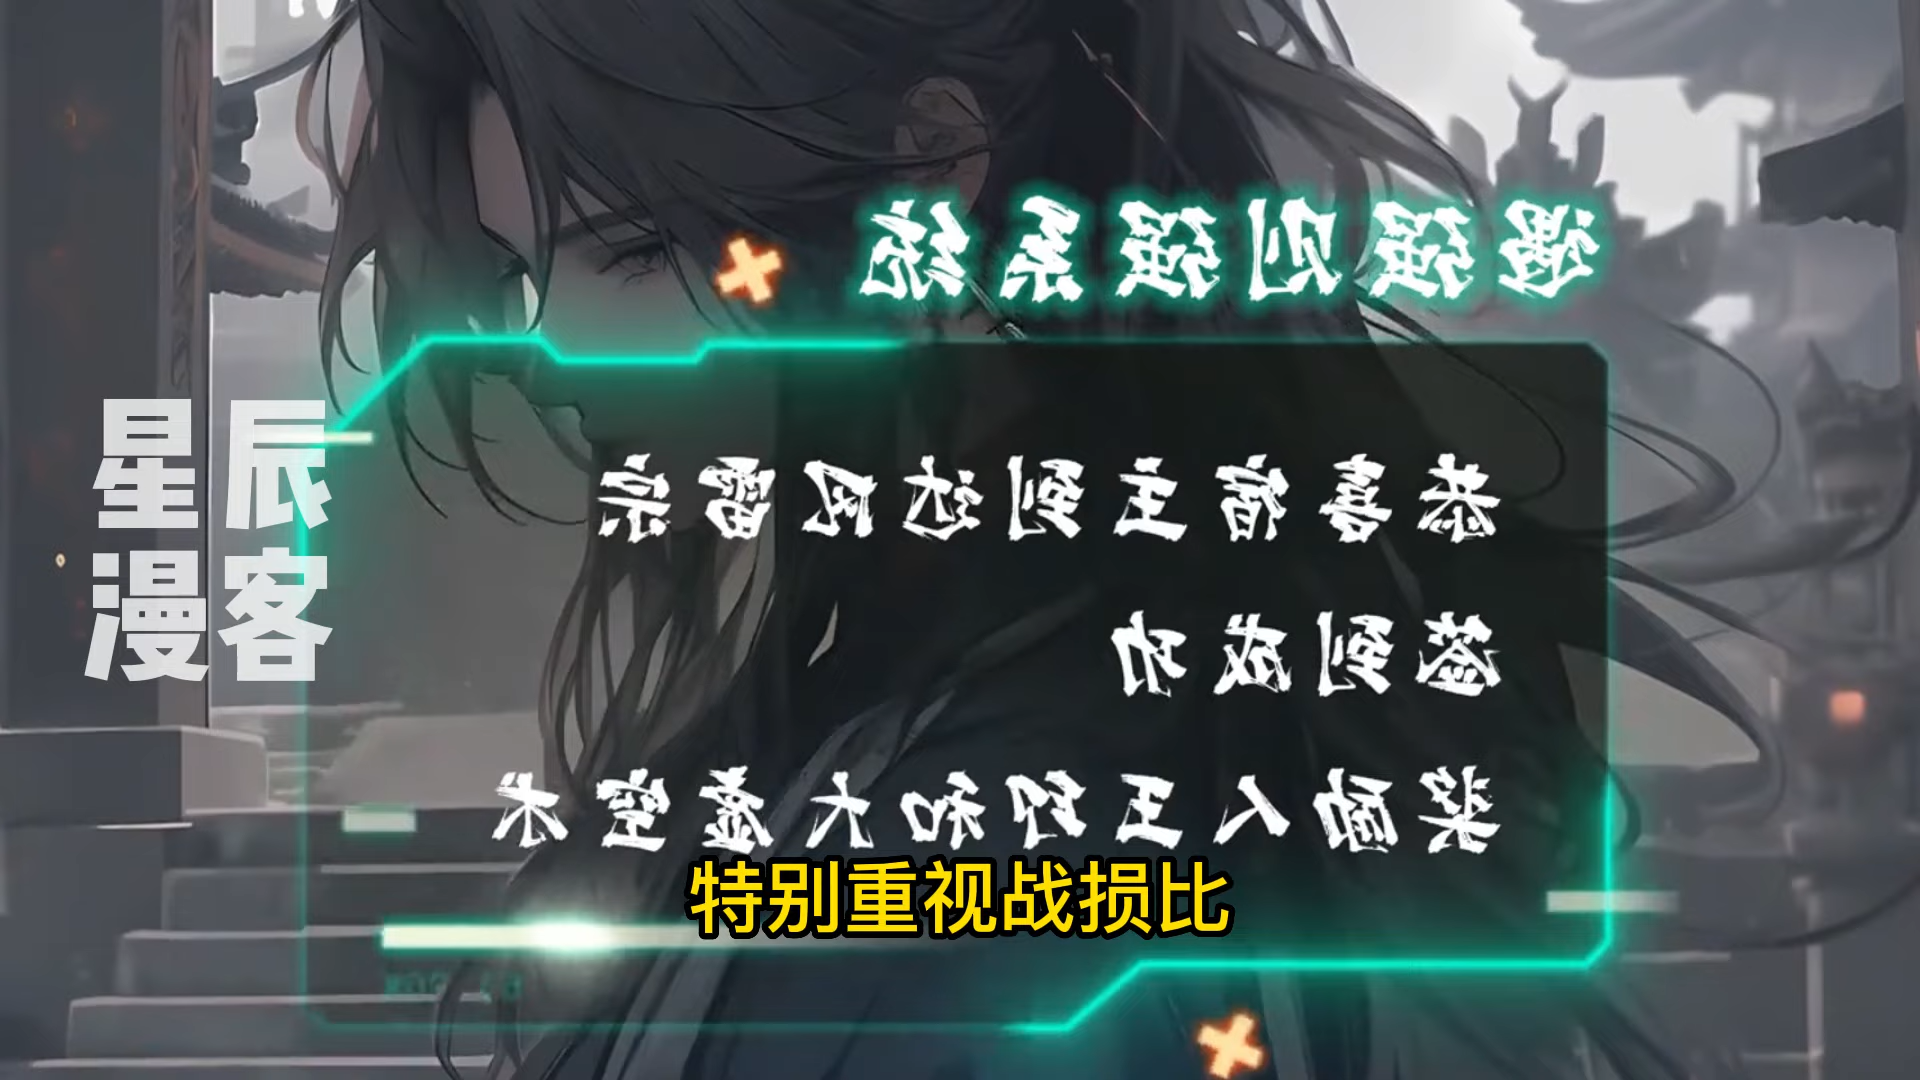 遇强则强系统
星辰
漫客
恭喜宿主到达风雷宗
签到成功
奖励人王印和大虚空术
特别重视战损比